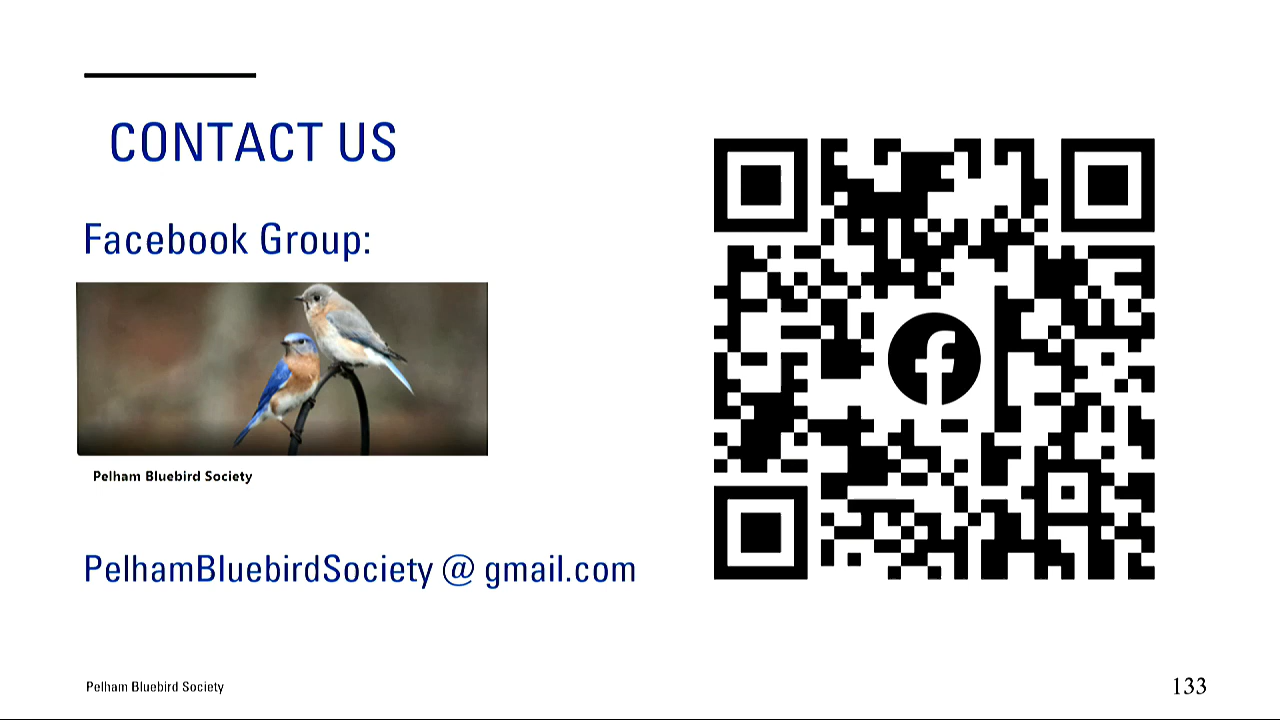 CONTACT US
Facebook Group:
Pelham Bluebird Society
PelhamBluebirdSociety @ gmail.com
Pelham Bluebird Society
133